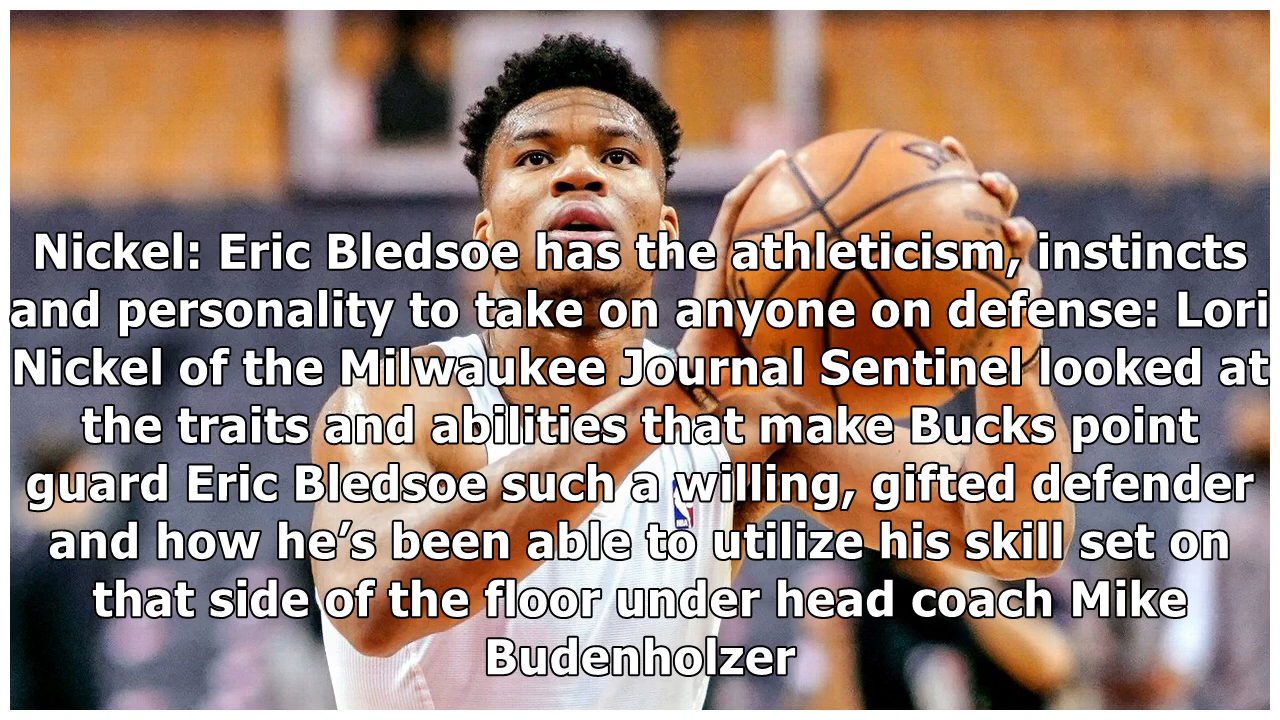 Nickel: Eric Bledsoe has the athleticism, instincts
and personality to take on anyone on defense: Lori
Nickel of the Milwaukee Journal Sentinel looked at
the traits and abilities that make Bucks point
guard Eric Bledsoe such a willing, gifted defender
and how he’s been able to utilize his skill set on
that side of the floor under head coach Mike
Budenholzer
NBA